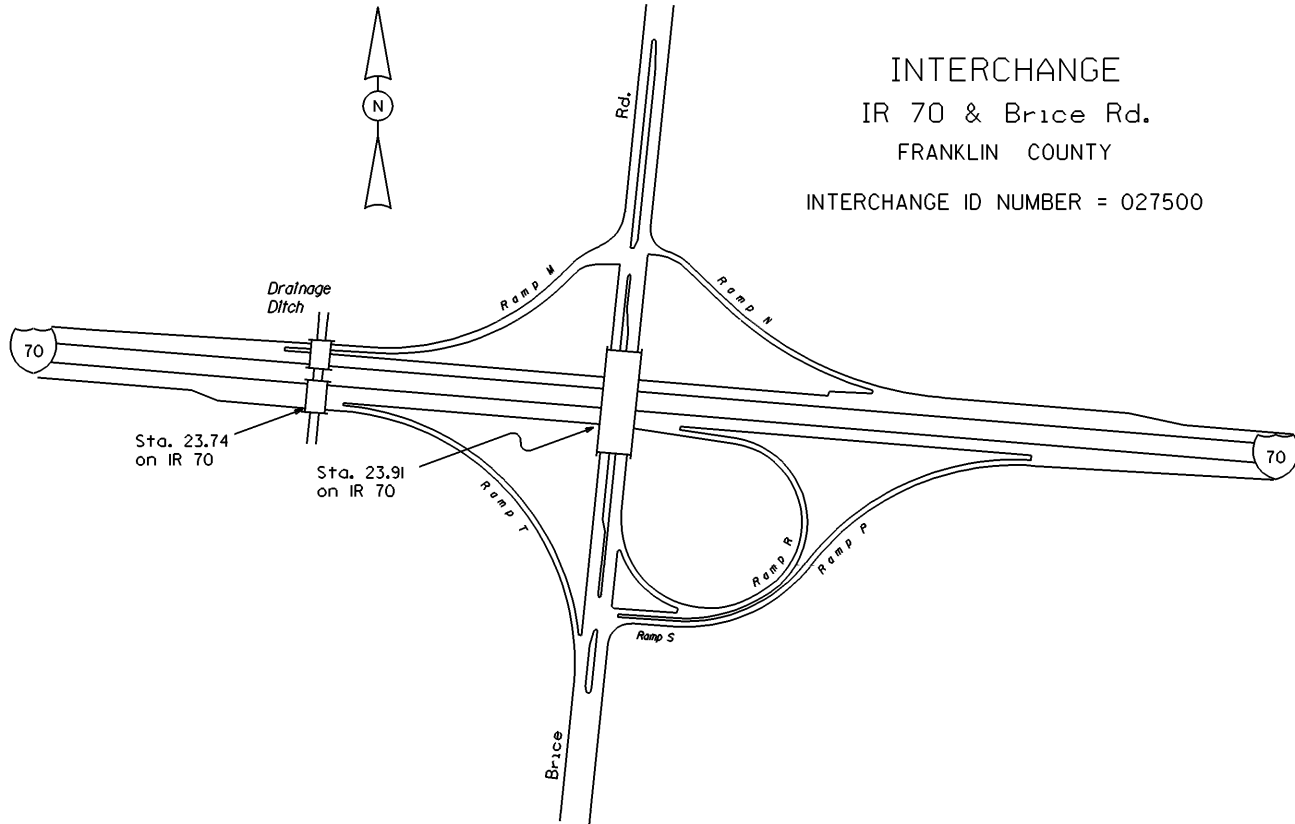 INTERCHANGE
IR 70 & Brice Rd.
FRANKLIN COUNTY
INTERCHANGE ID NUMBER = 027500
N
Rd.
Drainage
Ditch
Ramp M
Ramp N
70
70
Sta. 23.74
on IR 70
Sta. 23.91
on IR 70
Ramp T
Ramp R
Ramp P
Ramp S
Brice